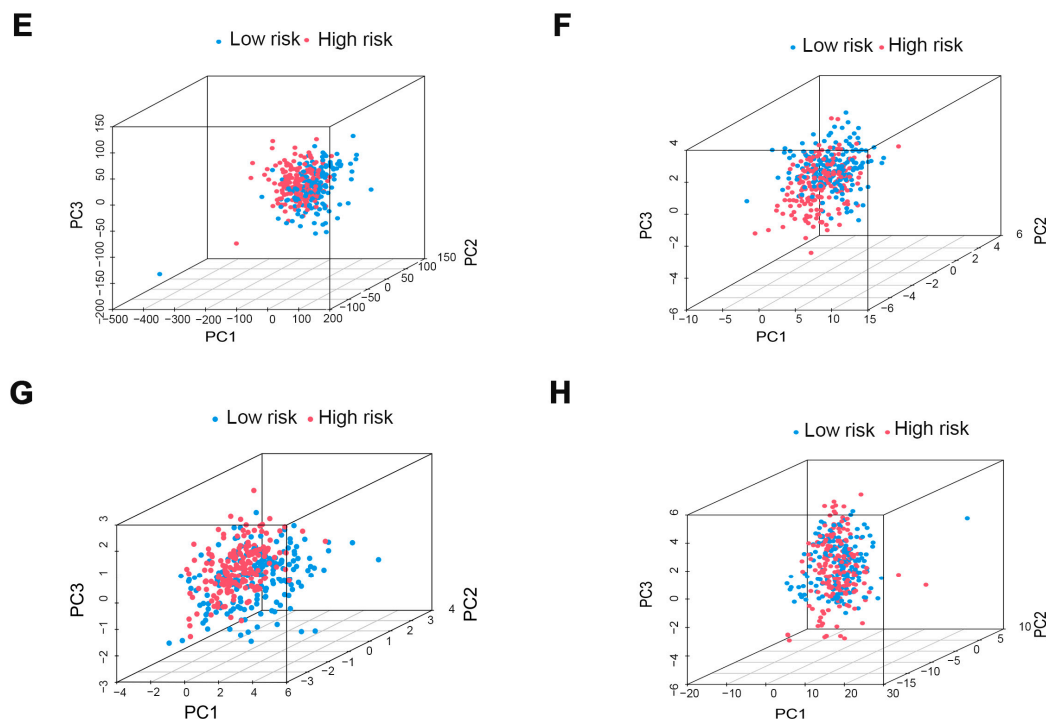 E
Low risk High risk
PC3
150
100
50
0
-50
-100
-150
-200
-500 -400 -300 -200 -100 0 100 200
PC1
-100 -50 0 50 100 150
PC2
F
Low risk High risk
PC3
4
2
0
-2
-4
-6
-10 -5 0 5 10 15
PC1
-6 -4 -2 0 2 4 6
PC2
G
Low risk High risk
PC3
3
2
1
0
-1
-2
-3
-4 -2 0 2 4 6
PC1
-3 -2 -1 0 1 2 3 4
PC2
H
Low risk High risk
PC3
6
4
2
0
-2
-4
-6
-20 -10 0 10 20 30
PC1
-15 -10 -5 0 5 10
PC2